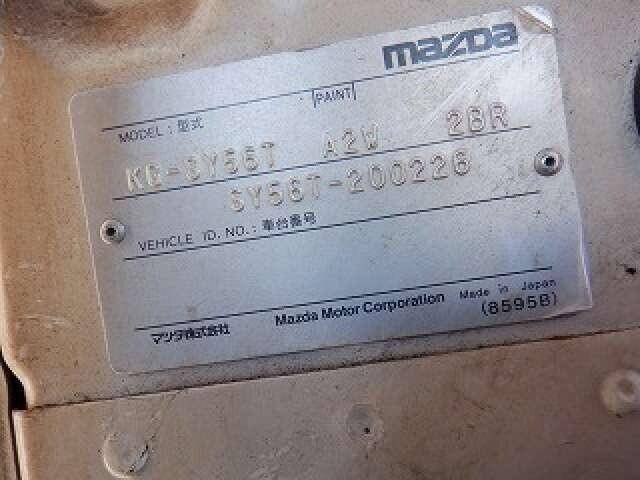 mazda
MODEL : 型式 PAINT
KG-SY56T A2W 2BR
SY56T-200226
VEHICLE ID. NO. : 車台番号
マツダ株式会社 Mazda Motor Corporation Made in Japan
(8595B)